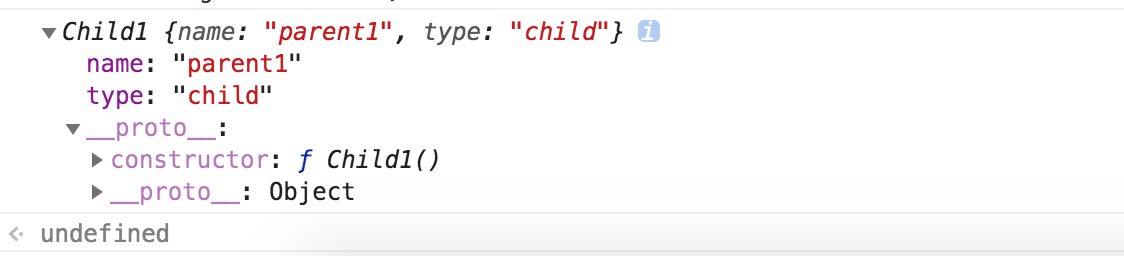 ▼Child1 {name: "parent1", type: "child"} i
name: "parent1"
type: "child"
▼__proto__:
▶constructor: ƒ Child1()
▶__proto__: Object
undefined